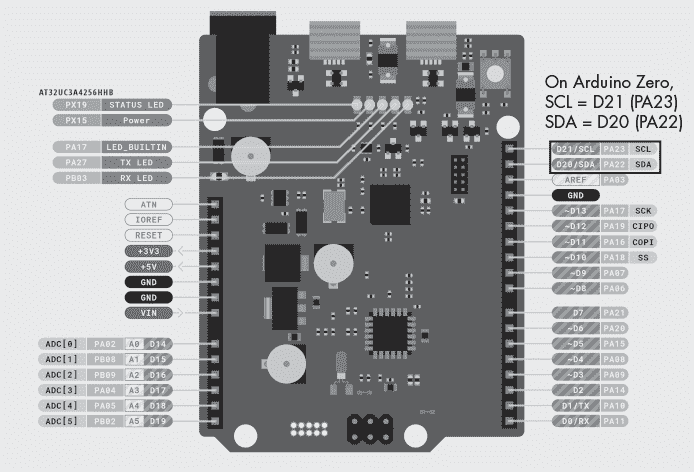 On Arduino Zero,
SCL = D21 (PA23)
SDA = D20 (PA22)
AT32UC3A4256HHB
PX19 STATUS LED
PX15 Power
PA17 LED_BUILTIN
PA27 TX LED
PB03 RX LED
ATN
IOREF
RESET
+3V3
+5V
GND
GND
VIN
ADC[0] PA02 A0 D14
ADC[1] PB08 A1 D15
ADC[2] PB09 A2 D16
ADC[3] PA04 A3 D17
ADC[4] PA05 A4 D18
ADC[5] PB02 A5 D19
D21/SCL PA23 SCL
D20/SDA PA22 SDA
AREF PA03
GND
~D13 PA17 SCK
~D12 PA19 CIPO
~D11 PA16 COPI
~D10 PA18 SS
~D9 PA07
~D8 PA06
D7 PA21
~D6 PA20
~D5 PA15
~D4 PA08
~D3 PA09
D2 PA14
D1/TX PA10
D0/RX PA11